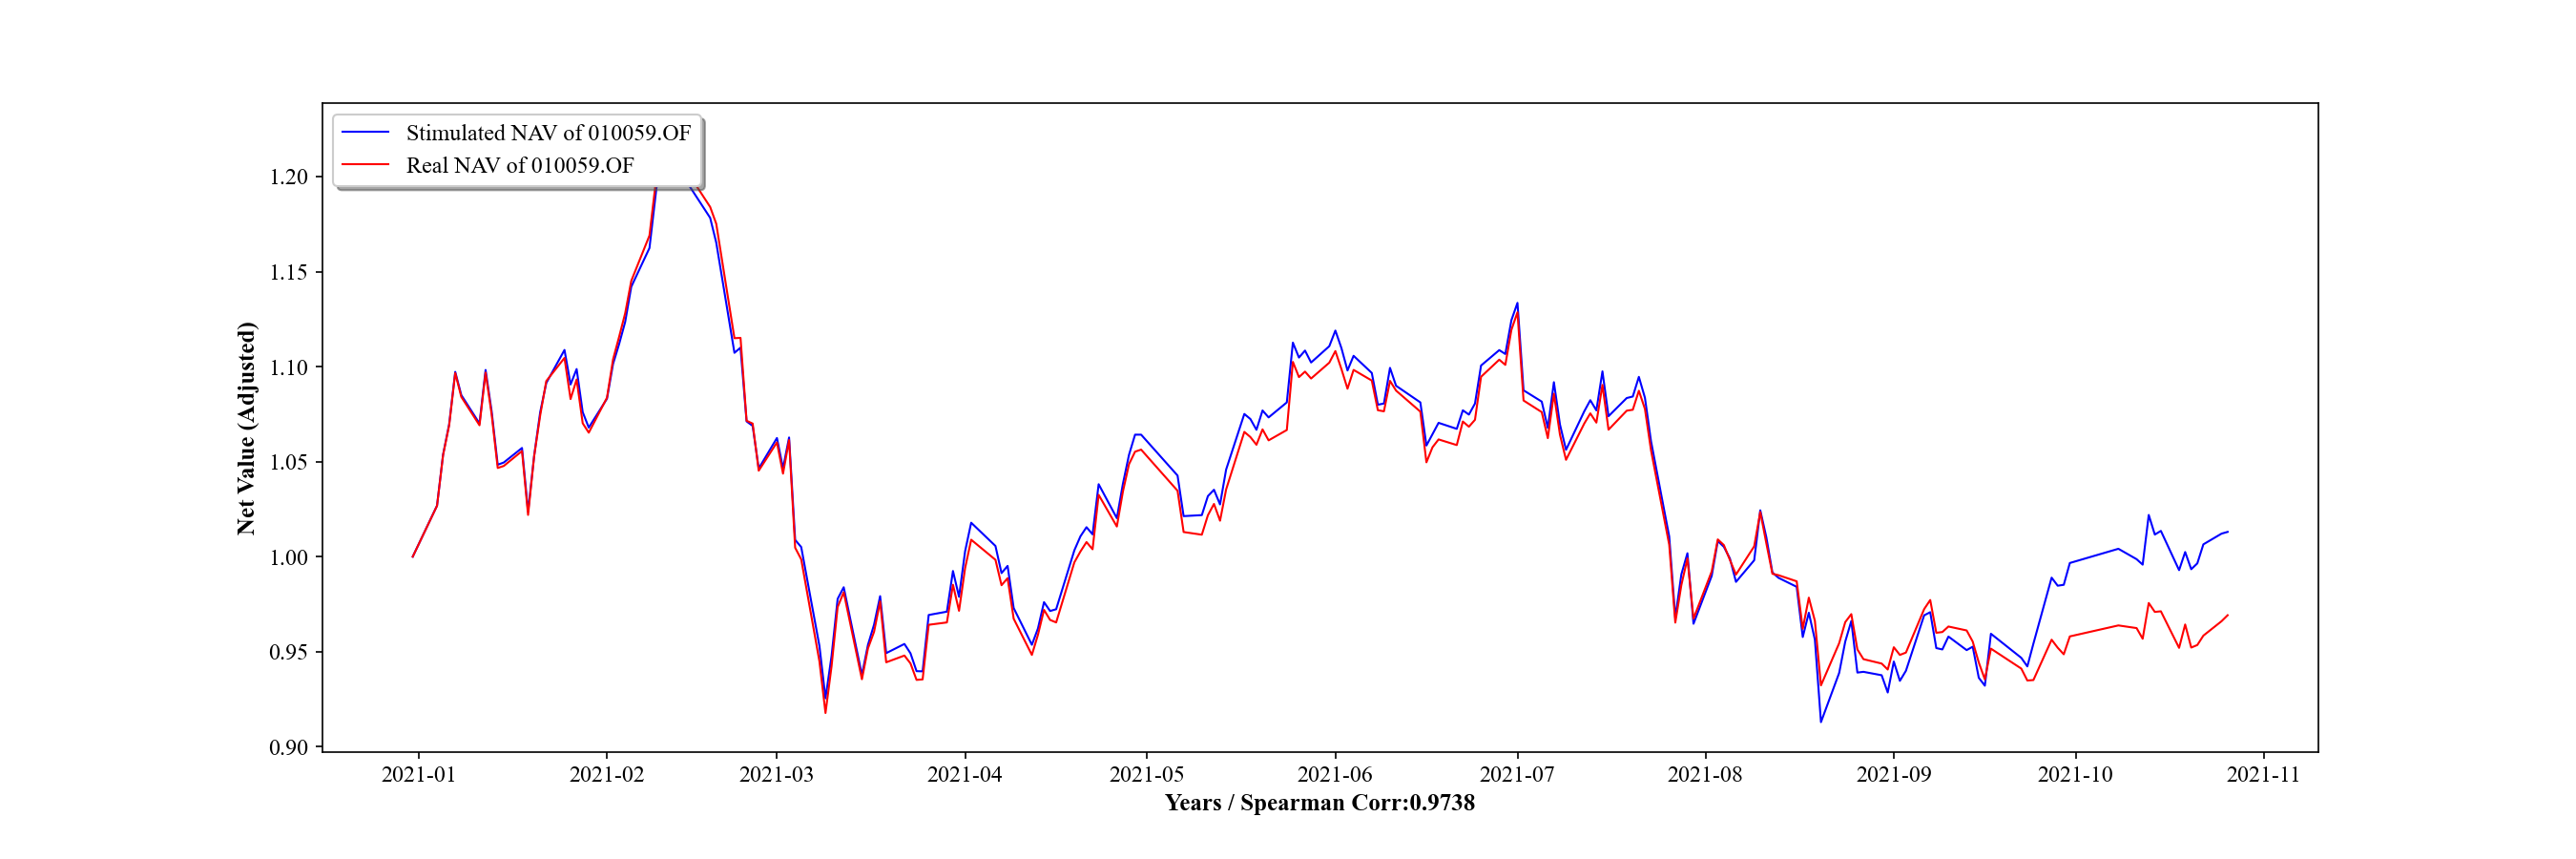 Stimulated NAV of 010059.OF
Real NAV of 010059.OF
1.20
1.15
1.10
1.05
1.00
0.95
0.90
Net Value (Adjusted)
2021-01 2021-02 2021-03 2021-04 2021-05 2021-06 2021-07 2021-08 2021-09 2021-10 2021-11
Years / Spearman Corr:0.9738